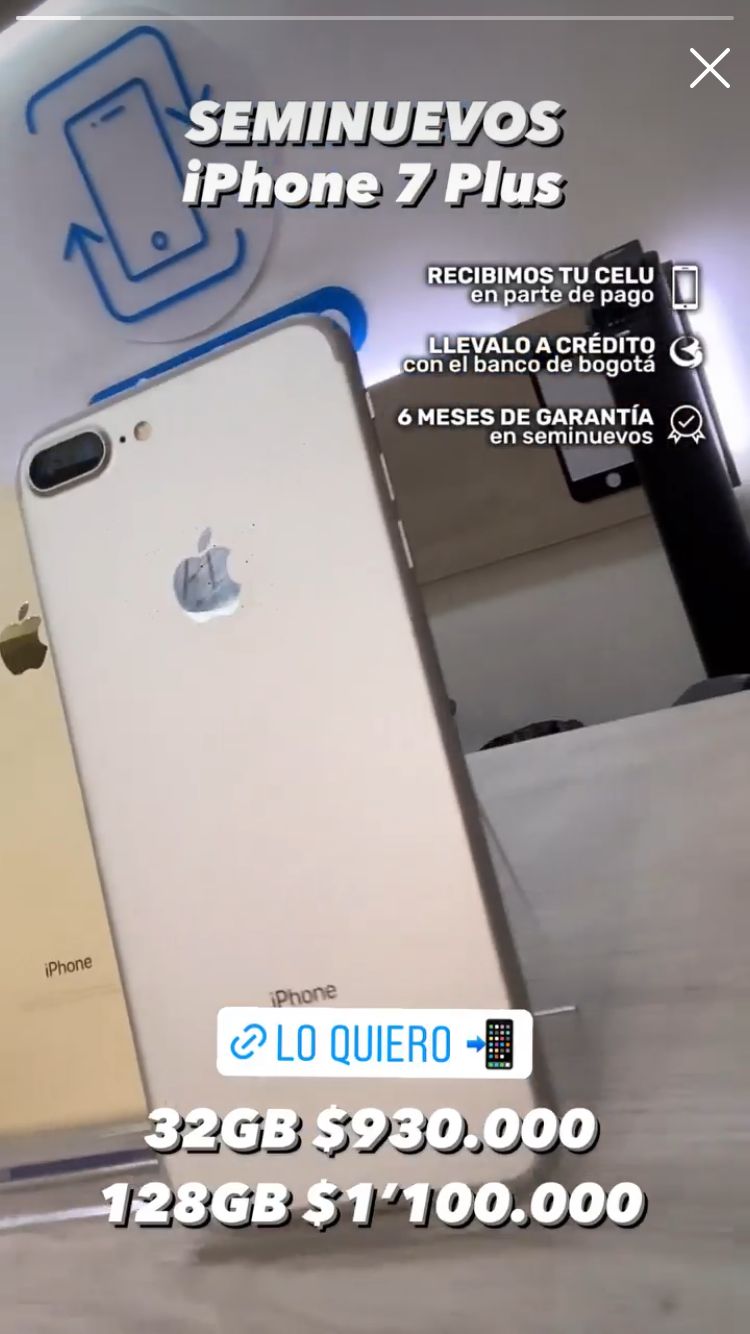 SEMINUEVOS
iPhone 7 Plus
RECIBIMOS TU CELU
en parte de pago
LLEVALO A CRÉDITO
con el banco de bogotá
6 MESES DE GARANTÍA
en seminuevos
iPhone
iPhone
LO QUIERO
32GB $930.000
128GB $1’100.000